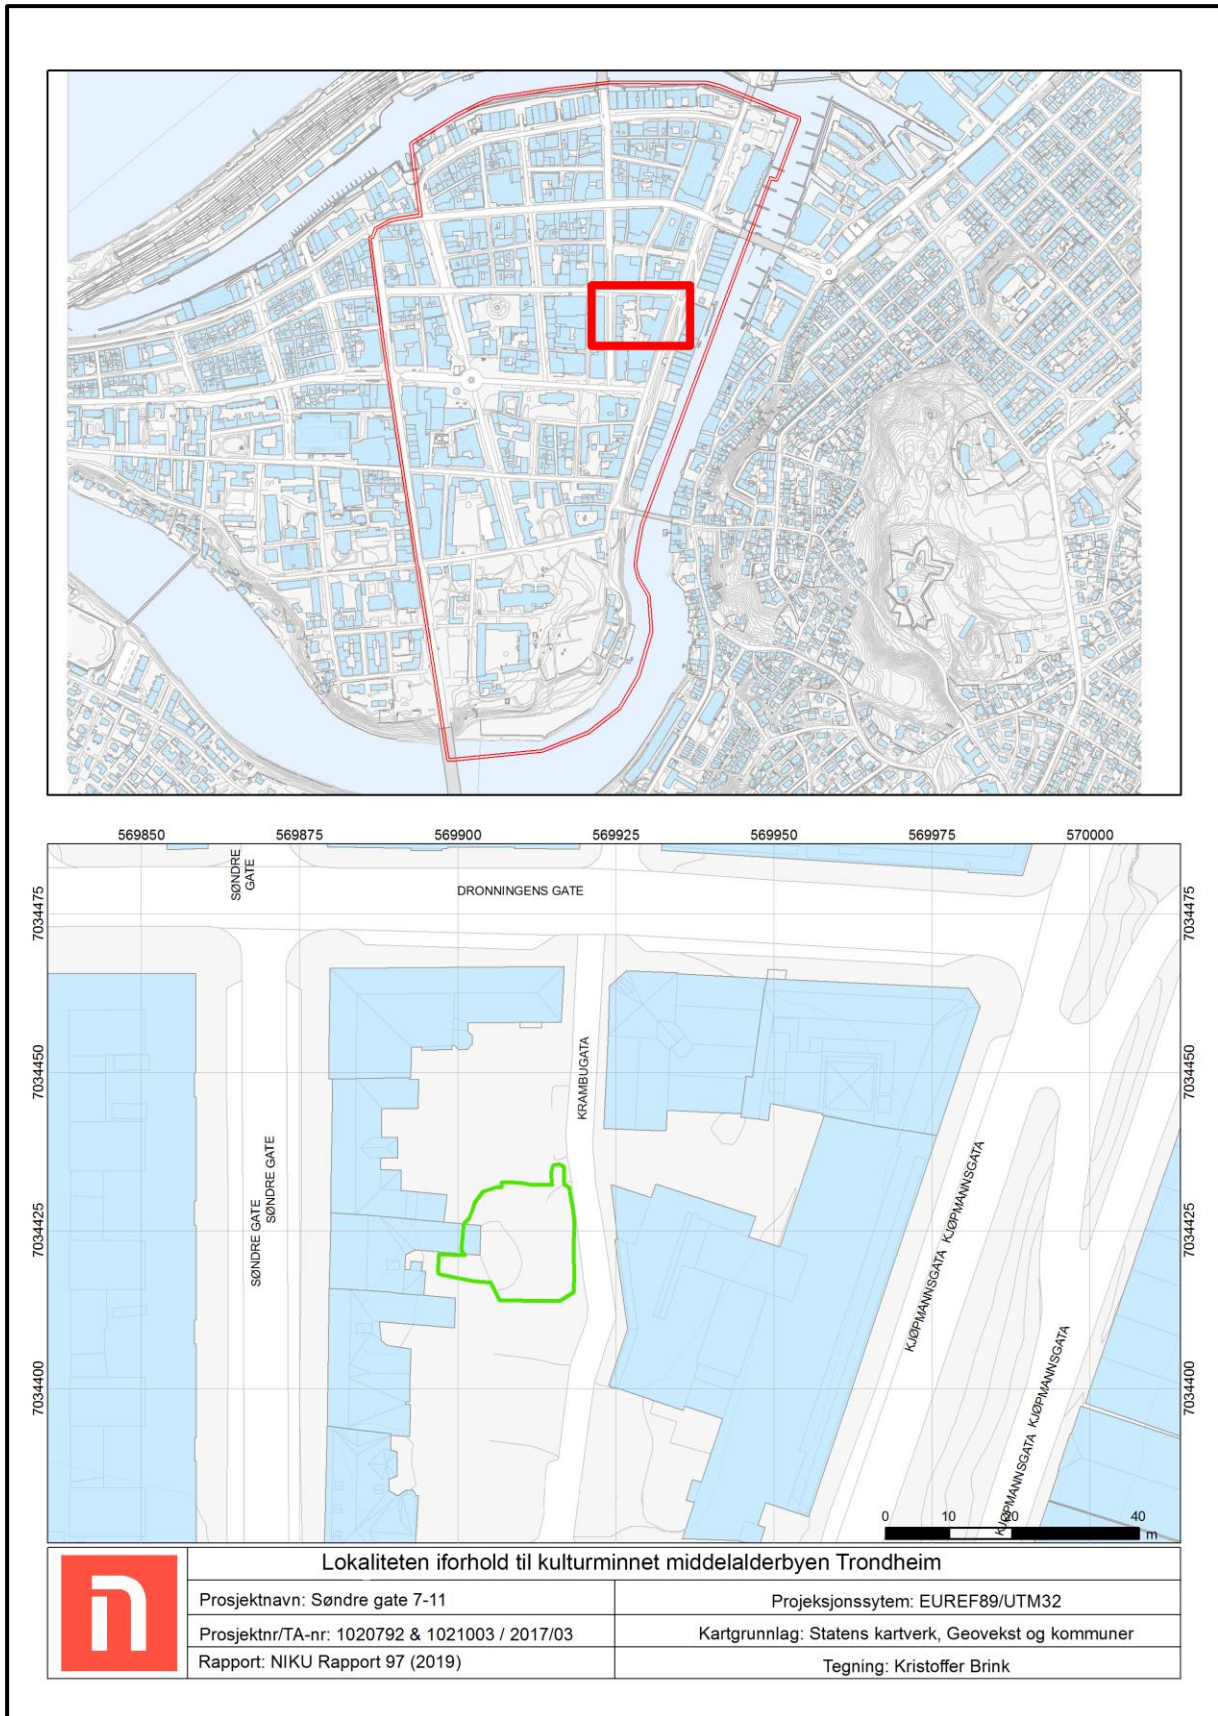 569850 569875 569900 569925 569950 569975 570000
SØNDRE
GATE
DRONNINGENS GATE
7034475 7034475
7034450 7034450
KRAMBUGATA
SØNDRE GATE
SØNDRE GATE
KJØPMANNSGATA KJØPMANNSGATA
7034425 7034425
7034400 7034400
KJØPMANNSGATA KJØPMANNSGATA
0 10 20 40
m
Lokaliteten iforhold til kulturminnet middelalderbyen Trondheim
Prosjektnavn: Søndre gate 7-11
Projeksjonssytem: EUREF89/UTM32
Prosjektnr/TA-nr: 1020792 & 1021003 / 2017/03
Kartgrunnlag: Statens kartverk, Geovekst og kommuner
Rapport: NIKU Rapport 97 (2019)
Tegning: Kristoffer Brink